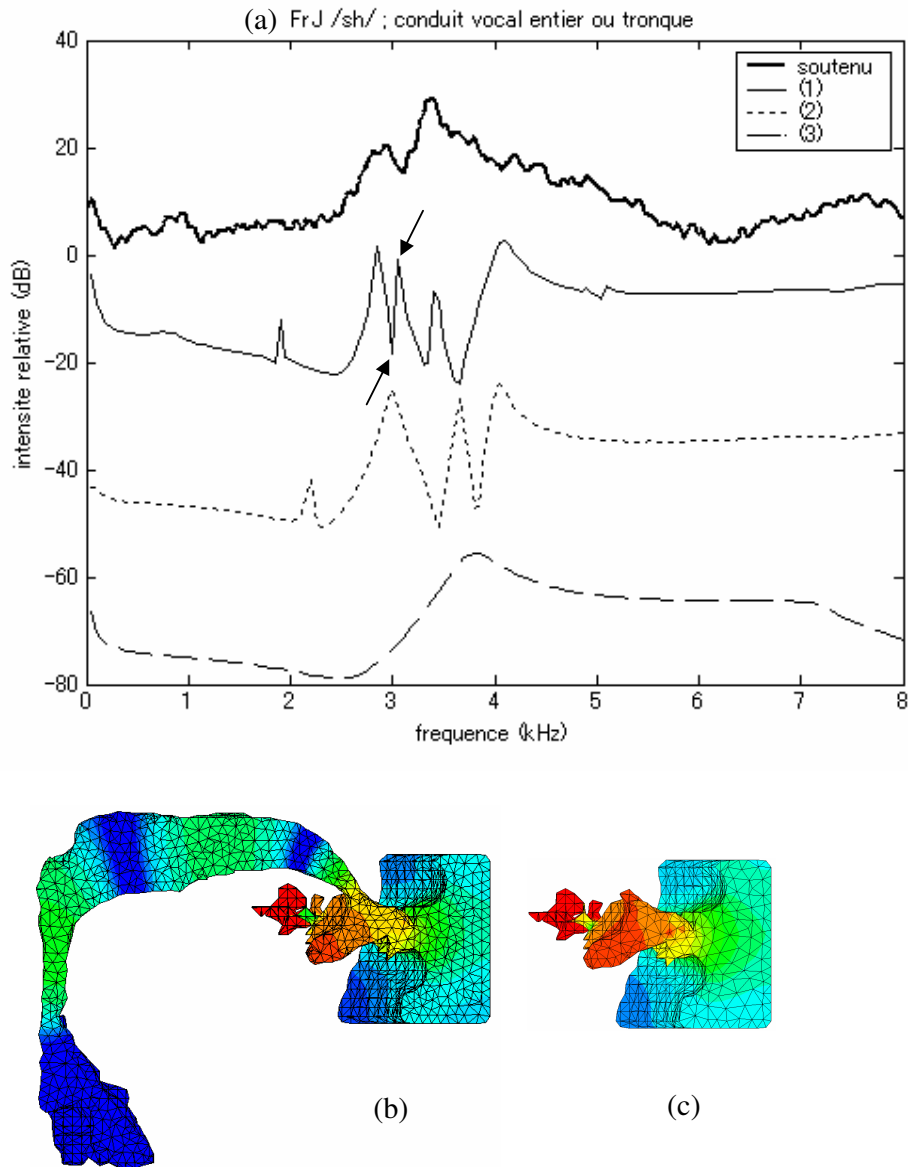 (a) FrJ /sh/ ; conduit vocal entier ou tronque
40
20
0
-20
-40
-60
-80
intensite relative (dB)
soutenu
(1)
(2)
(3)
0 1 2 3 4 5 6 7 8
frequence (kHz)
(b)
(c)